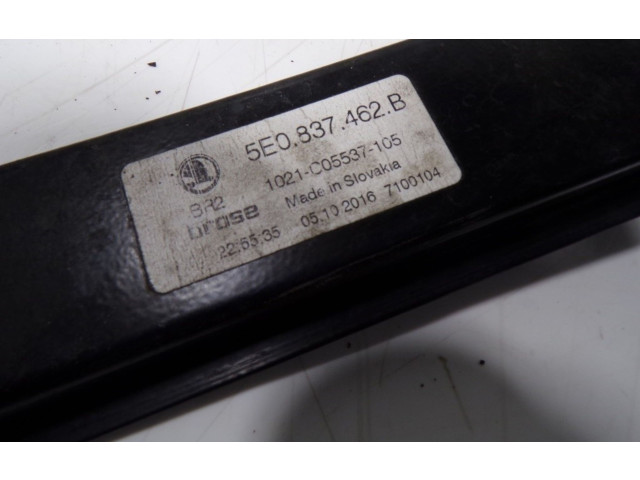 5E0.837.462.B
1021-C05537-105
BR2 Made in Slovakia
brose 05.10.2016 7100104
22:55:35